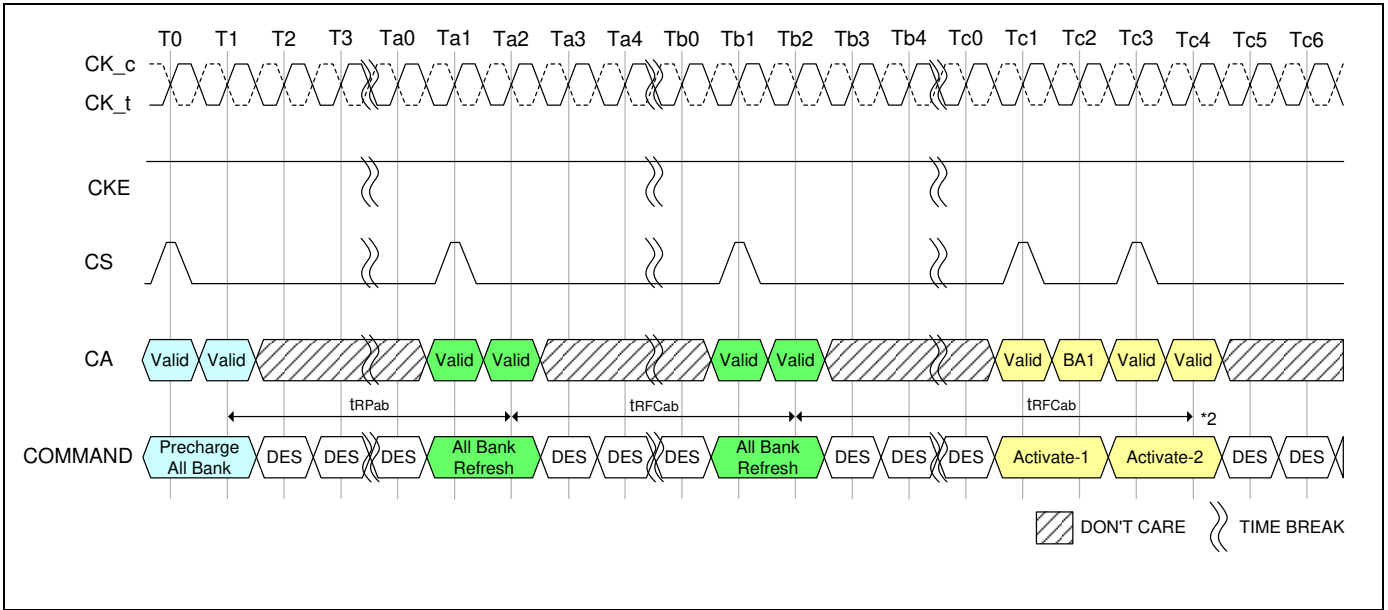 T0 T1 T2 T3 Ta0 Ta1 Ta2 Ta3 Ta4 Tb0 Tb1 Tb2 Tb3 Tb4 Tc0 Tc1 Tc2 Tc3 Tc4 Tc5 Tc6
CK_c
CK_t
CKE
CS
CA Valid Valid Valid Valid Valid Valid Valid BA1 Valid Valid
tRPab tRFCab tRFCab *2
COMMAND Precharge All Bank DES DES DES All Bank Refresh DES DES DES All Bank Refresh DES DES DES Activate-1 Activate-2 DES DES
DON'T CARE TIME BREAK